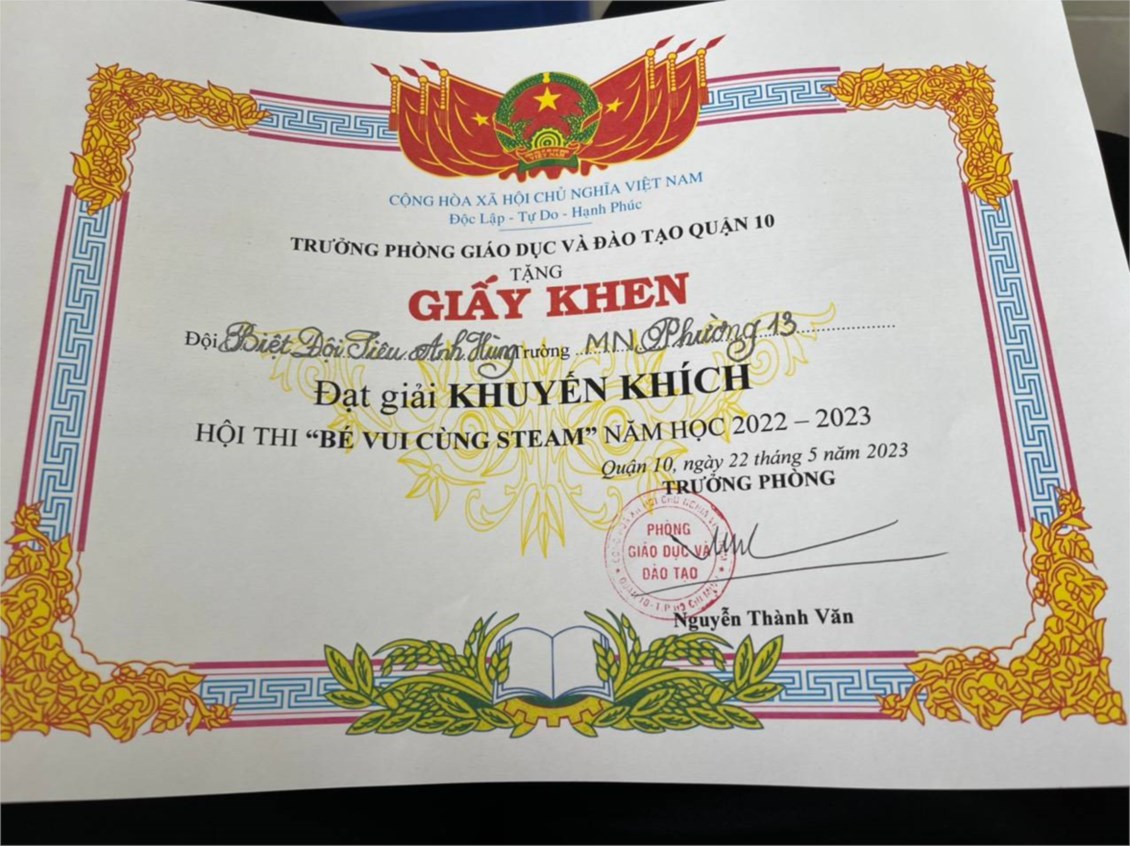 VIỆT NAM
CỘNG HÒA XÃ HỘI CHỦ NGHĨA VIỆT NAM
Độc Lập - Tự Do - Hạnh Phúc
TRƯỞNG PHÒNG GIÁO DỤC VÀ ĐÀO TẠO QUẬN 10
TẶNG
GIẤY KHEN
Đội Biệt Đội Tiêu Anh Hùng Trường MN Phường 13
Đạt giải KHUYẾN KHÍCH
HỘI THI “BÉ VUI CÙNG STEAM” NĂM HỌC 2022 – 2023
Quận 10, ngày 22 tháng 5 năm 2023
TRƯỞNG PHÒNG
PHÒNG
GIÁO DỤC VÀ
ĐÀO TẠO
Nguyễn Thành Văn